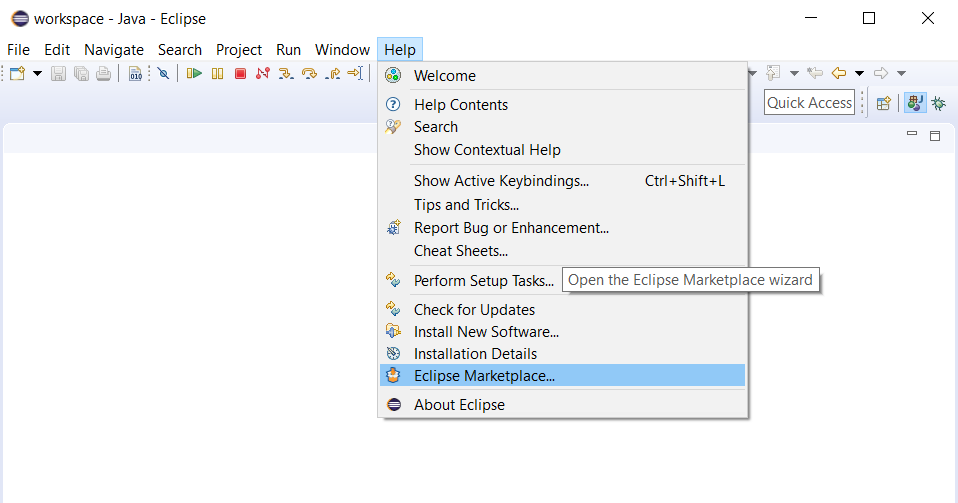 workspace - Java - Eclipse
File Edit Navigate Search Project Run Window Help
Welcome
Quick Access
Help Contents
Search
Show Contextual Help
Show Active Keybindings... Ctrl+Shift+L
Tips and Tricks...
Report Bug or Enhancement...
Cheat Sheets...
Perform Setup Tasks...
Open the Eclipse Marketplace wizard
Check for Updates
Install New Software...
Installation Details
Eclipse Marketplace...
About Eclipse